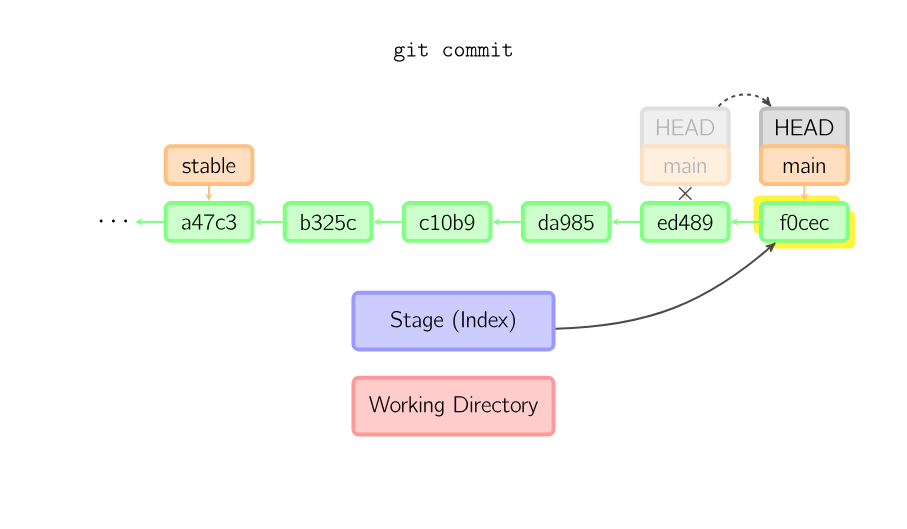 git commit
HEAD HEAD
stable main main
... a47c3 b325c c10b9 da985 ed489 f0cec
Stage (Index)
Working Directory